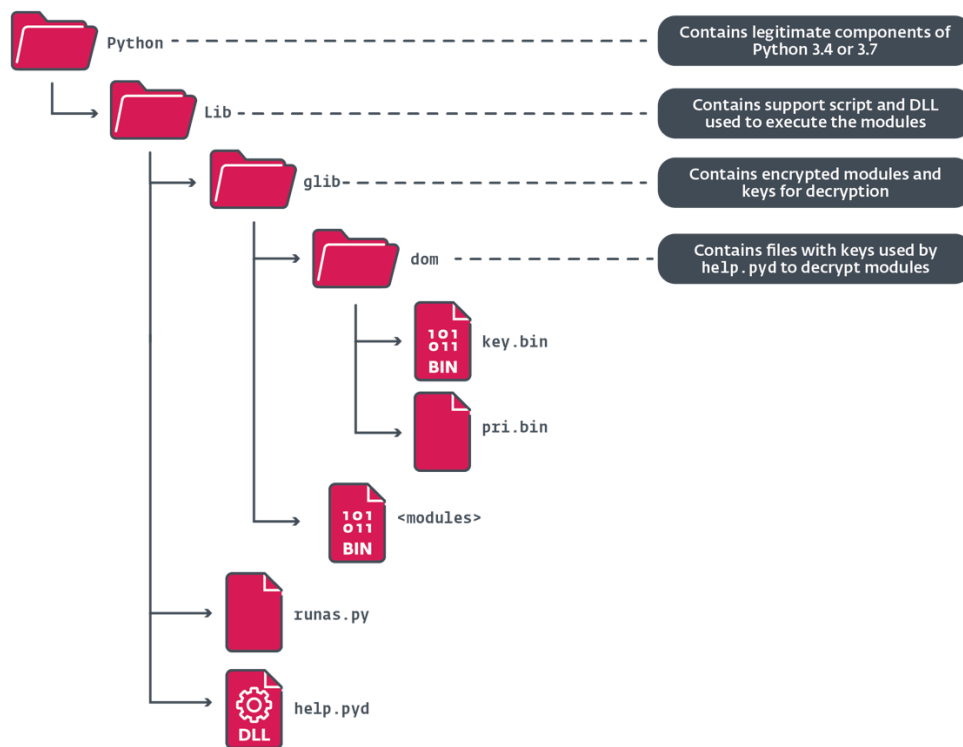 Python
Contains legitimate components of
Python 3.4 or 3.7
Lib
Contains support script and DLL
used to execute the modules
glib
Contains encrypted modules and
keys for decryption
dom
Contains files with keys used by
help.pyd to decrypt modules
101
011
BIN
key.bin
pri.bin
101
011
BIN
<modules>
runas.py
DLL
help.pyd